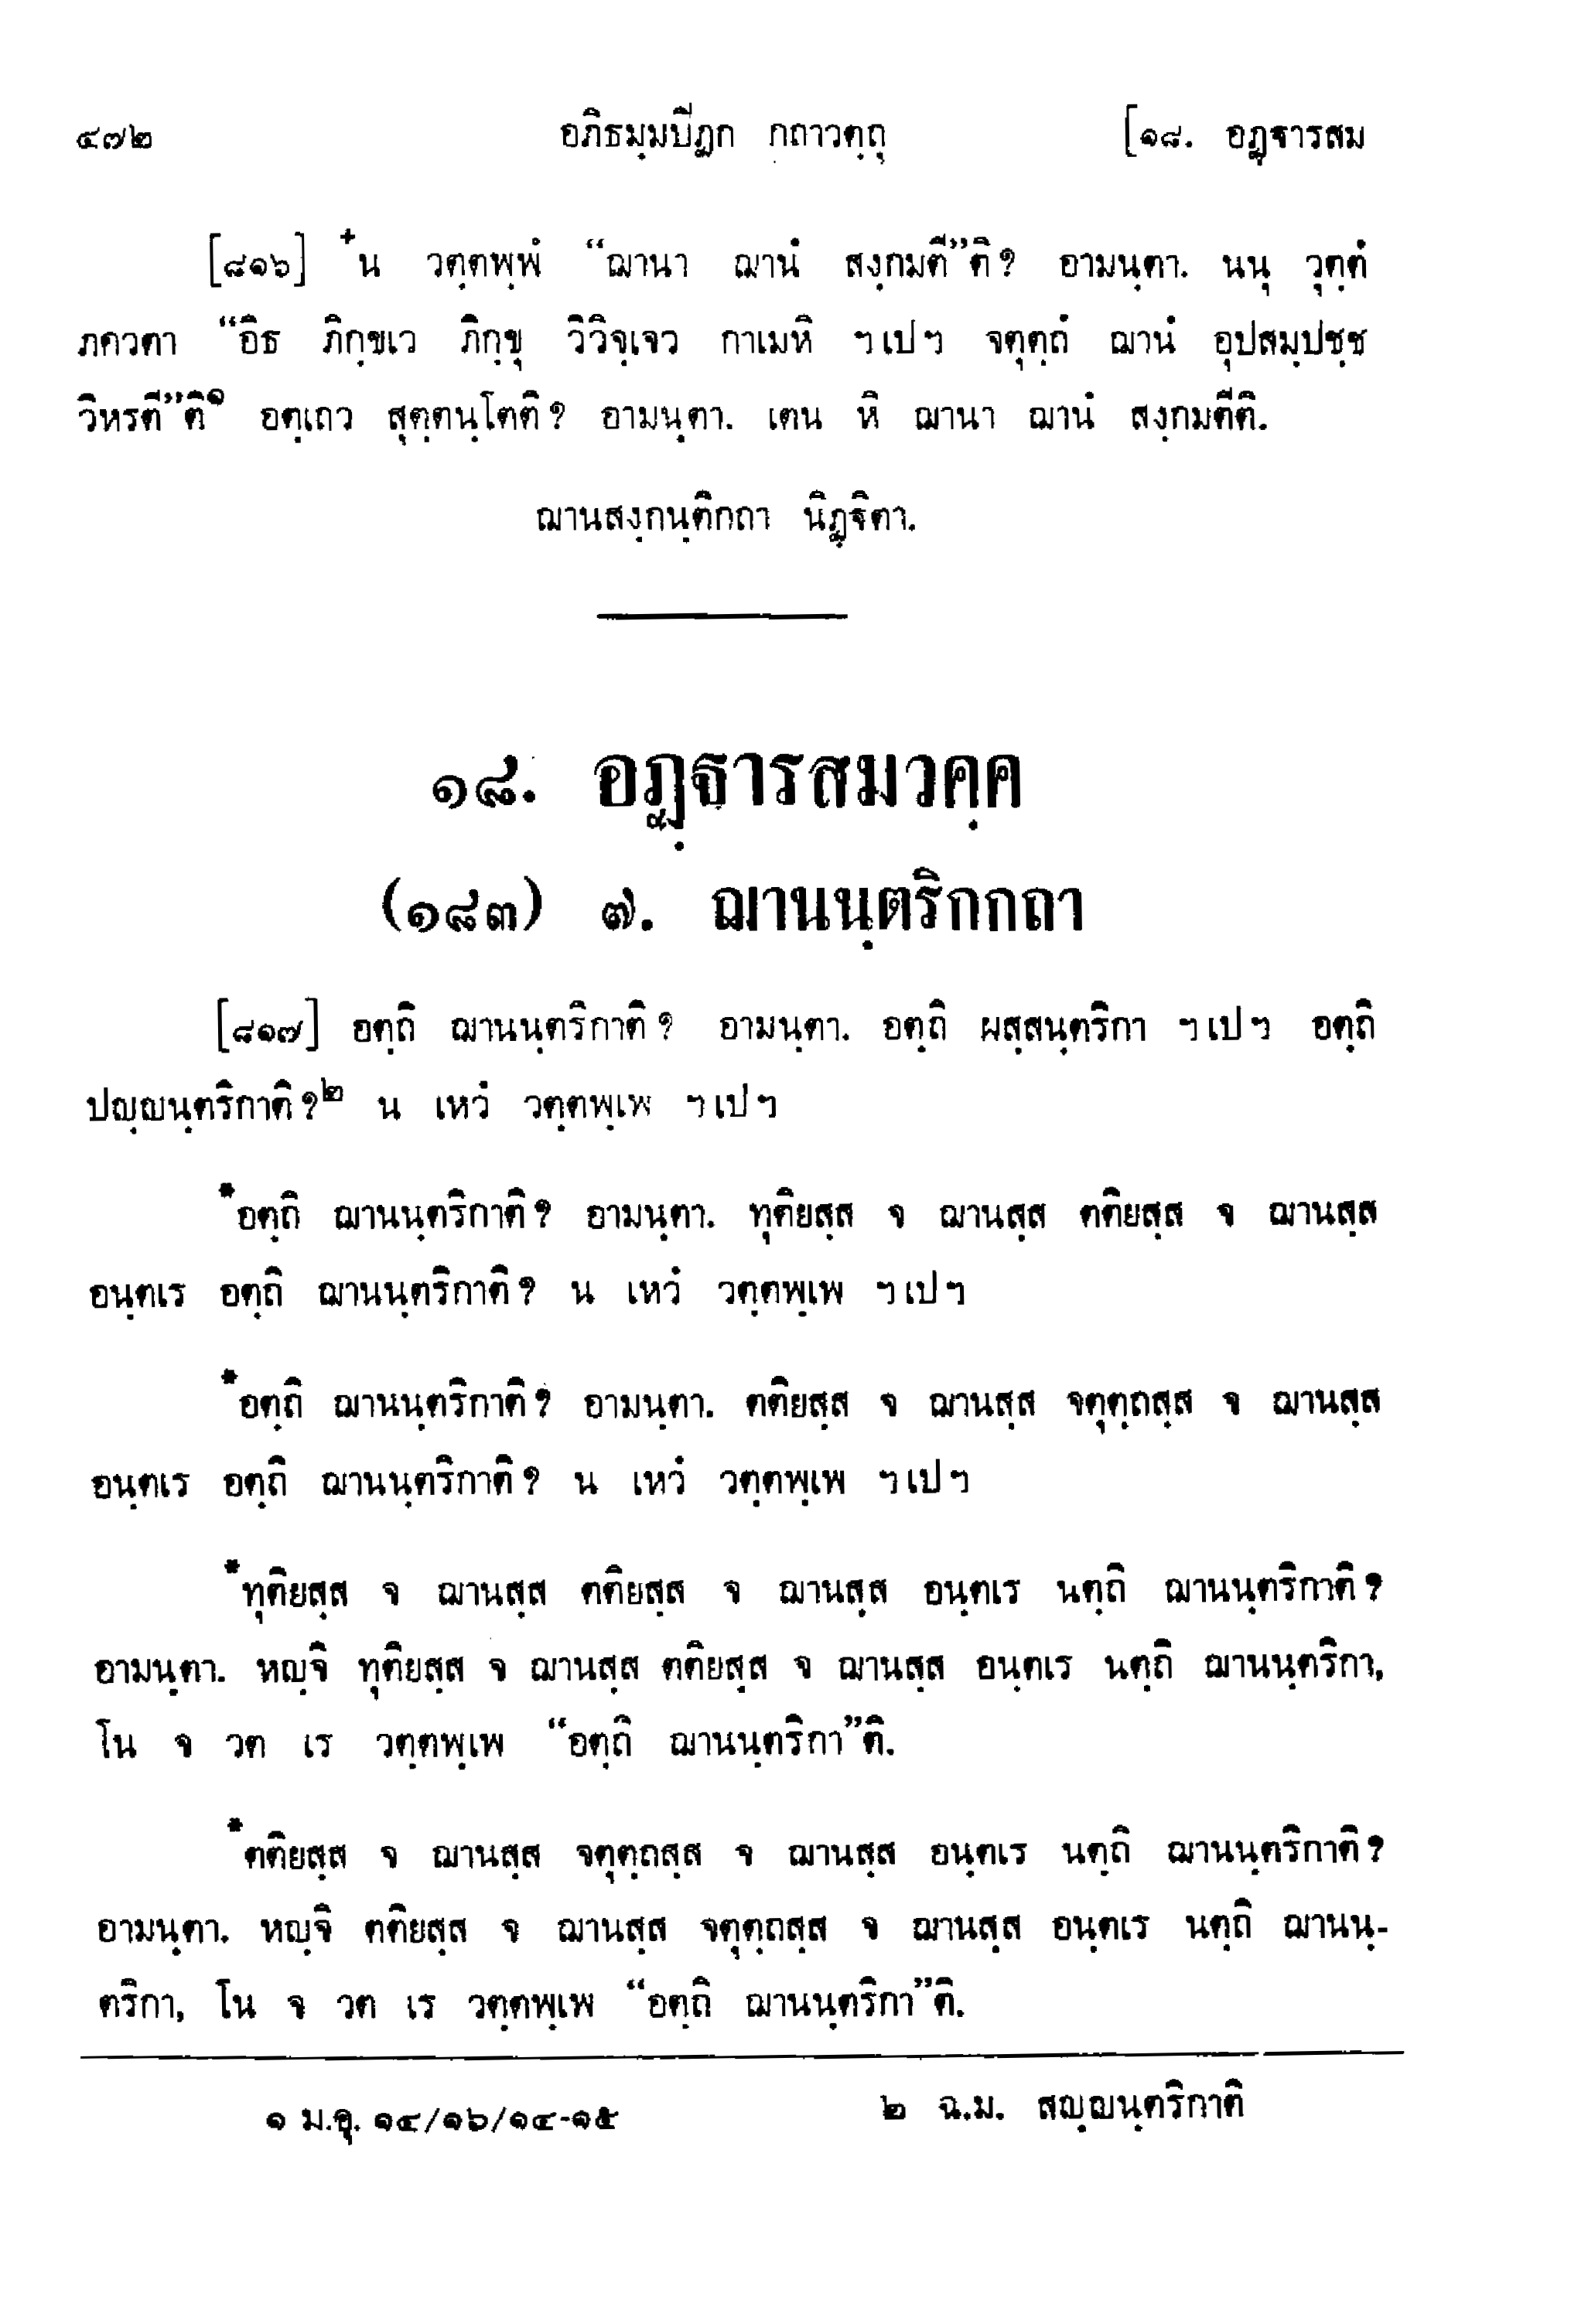 ๔๗๒ อภิธมฺมปีฏก กถาวตฺถุ [๑๘. อฏฺฐารสม
[๘๑๖] ⁺น วตฺตพฺพํ “ฌานา ฌานํ สงฺกมตี”ติ? อามนฺตา. นนุ วุตฺตํ
ภควตา “อิธ ภิกฺขเว ภิกฺขุ วิวิจฺเจว กาเมหิ ฯเปฯ จตุตฺถํ ฌานํ อุปสมฺปชฺช
วิหรตี”ติ๑ อตฺเถว สุตฺตนฺโตติ? อามนฺตา. เตน หิ ฌานา ฌานํ สงฺกมตีติ.
ฌานสงฺกนฺติกถา นิฏฺฐิตา.
๑๘. อฏฺฐารสมวคฺค
(๑๘๓) ๗. ฌานนฺตริกกถา
[๘๑๗] อตฺถิ ฌานนฺตริกาติ? อามนฺตา. อตฺถิ ผสฺสนฺตริกา ฯเปฯ อตฺถิ
ปญฺญนฺตริกาติ?๒ น เหวํ วตฺตพฺเพ ฯเปฯ
*อตฺถิ ฌานนฺตริกาติ? อามนฺตา. ทุติยสฺส จ ฌานสฺส ตติยสฺส จ ฌานสฺส
อนฺตเร อตฺถิ ฌานนฺตริกาติ? น เหวํ วตฺตพฺเพ ฯเปฯ
*อตฺถิ ฌานนฺตริกาติ? อามนฺตา. ตติยสฺส จ ฌานสฺส จตุตฺถสฺส จ ฌานสฺส
อนฺตเร อตฺถิ ฌานนฺตริกาติ? น เหวํ วตฺตพฺเพ ฯเปฯ
*ทุติยสฺส จ ฌานสฺส ตติยสฺส จ ฌานสฺส อนฺตเร นตฺถิ ฌานนฺตริกาติ?
อามนฺตา. หญฺจิ ทุติยสฺส จ ฌานสฺส ตติยสฺส จ ฌานสฺส อนฺตเร นตฺถิ ฌานนฺตริกา,
โน จ วต เร วตฺตพฺเพ “อตฺถิ ฌานนฺตริกา”ติ.
*ตติยสฺส จ ฌานสฺส จตุตฺถสฺส จ ฌานสฺส อนฺตเร นตฺถิ ฌานนฺตริกาติ?
อามนฺตา. หญฺจิ ตติยสฺส จ ฌานสฺส จตุตฺถสฺส จ ฌานสฺส อนฺตเร นตฺถิ ฌานนฺ-
ตริกา, โน จ วต เร วตฺตพฺเพ “อตฺถิ ฌานนฺตริกา”ติ.
๑ ม.อุ. ๑๔/๑๖/๑๔-๑๕ ๒ ฉ.ม. สญฺญนฺตริกาติ